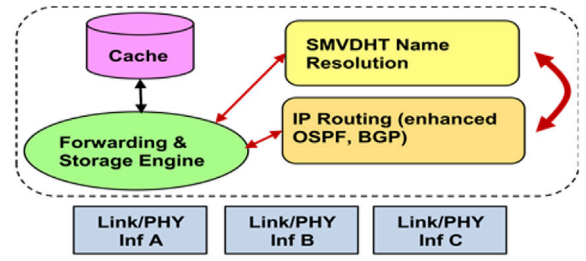 Cache
SMVDHT Name
Resolution
Forwarding &
Storage Engine
IP Routing (enhanced
OSPF, BGP)
Link/PHY
Inf A
Link/PHY
Inf B
Link/PHY
Inf C